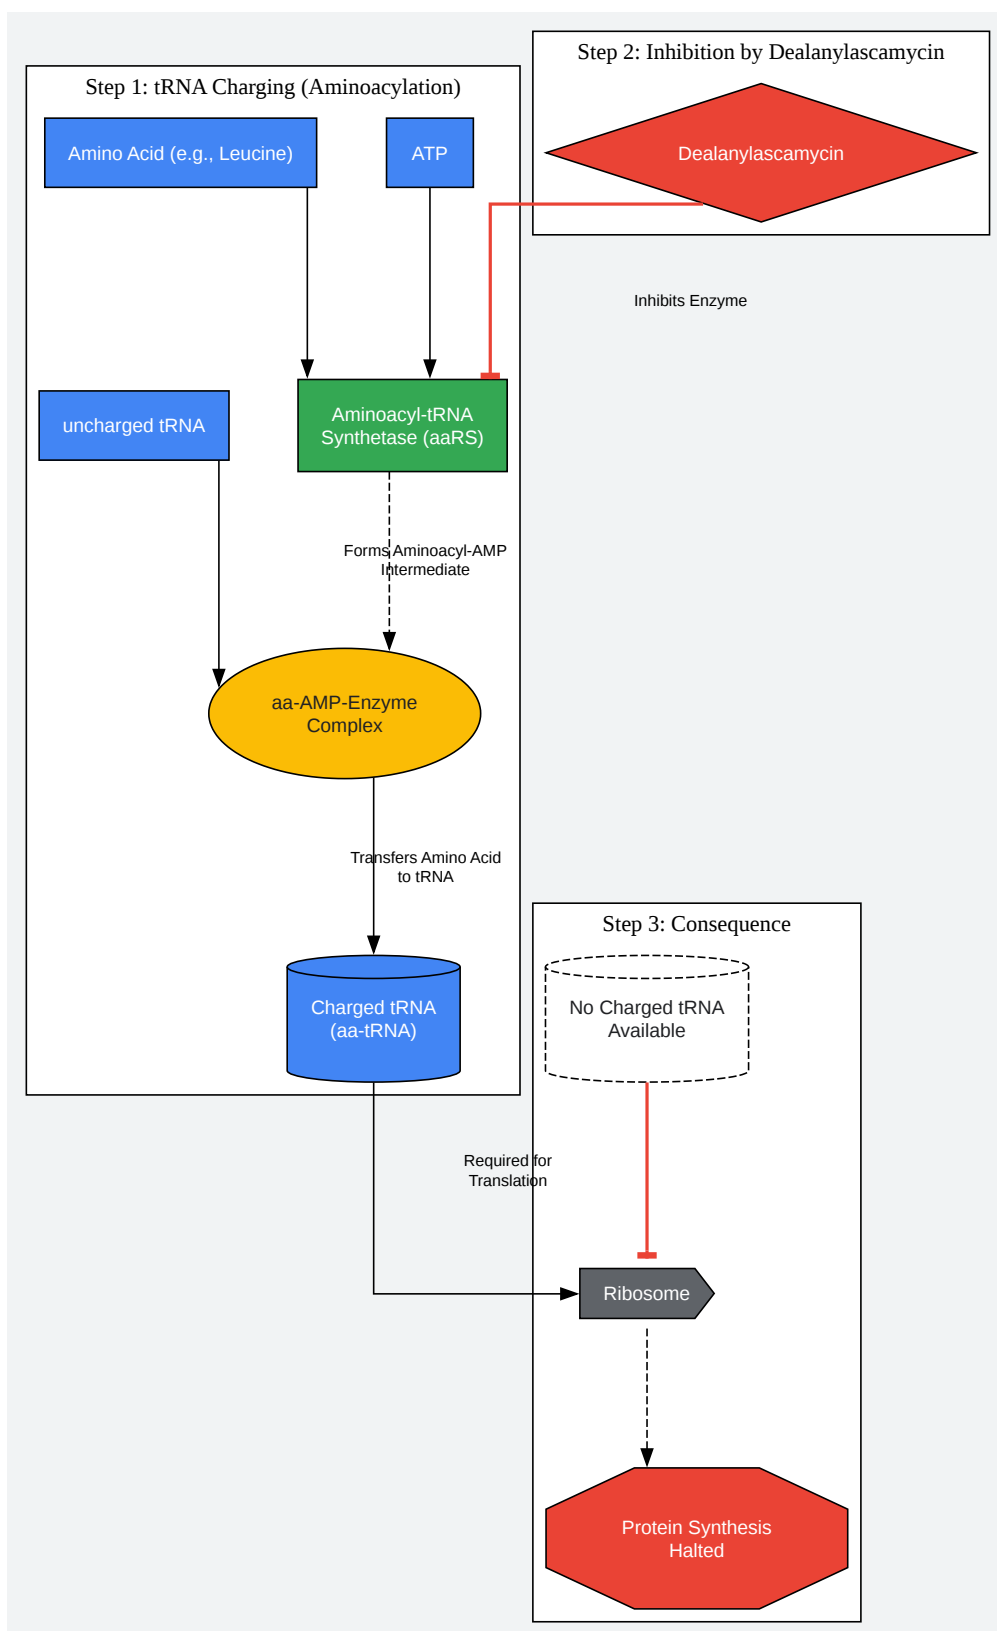 Step 1: tRNA Charging (Aminoacylation)
Amino Acid (e.g., Leucine)
ATP
uncharged tRNA
Aminoacyl-tRNA
Synthetase (aaRS)
Forms Aminoacyl-AMP
Intermediate
aa-AMP-Enzyme
Complex
Transfers Amino Acid
to tRNA
Charged tRNA
(aa-tRNA)
Step 2: Inhibition by Dealanylascamycin
Dealanylascamycin
Inhibits Enzyme
Required for
Translation
Step 3: Consequence
No Charged tRNA
Available
Ribosome
Protein Synthesis
Halted